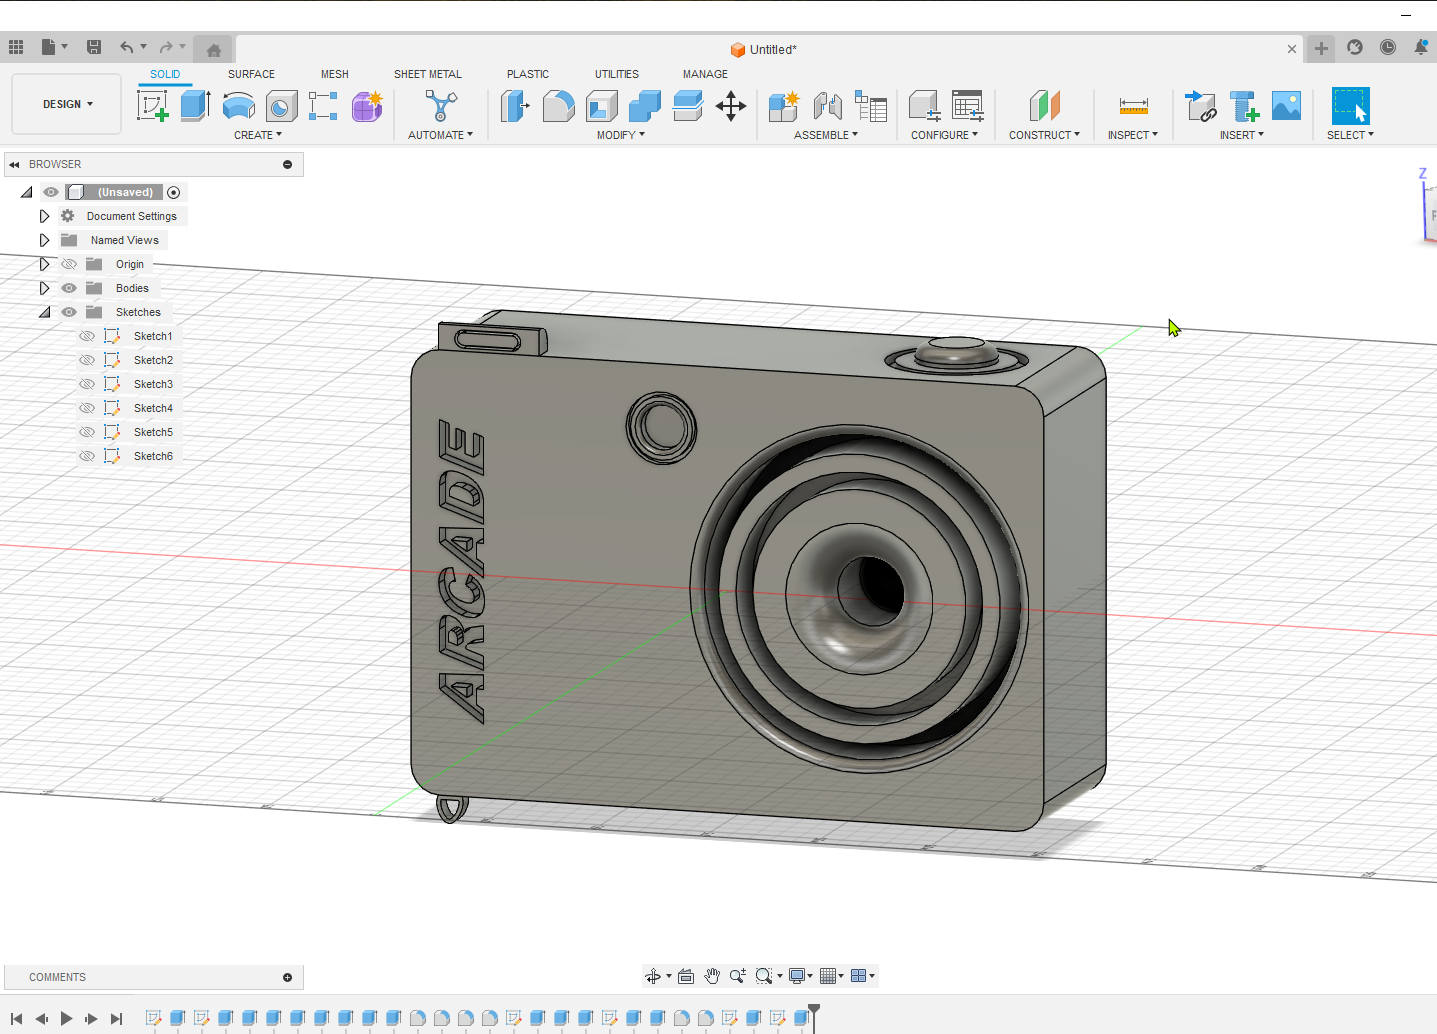 Untitled*
SOLID SURFACE MESH SHEET METAL PLASTIC UTILITIES MANAGE
DESIGN
CREATE AUTOMATE MODIFY ASSEMBLE CONFIGURE CONSTRUCT INSPECT INSERT SELECT
BROWSER
(Unsaved)
Document Settings
Named Views
Origin
Bodies
Sketches
Sketch1
Sketch2
Sketch3
Sketch4
Sketch5
Sketch6
Z
ARCADE
COMMENTS